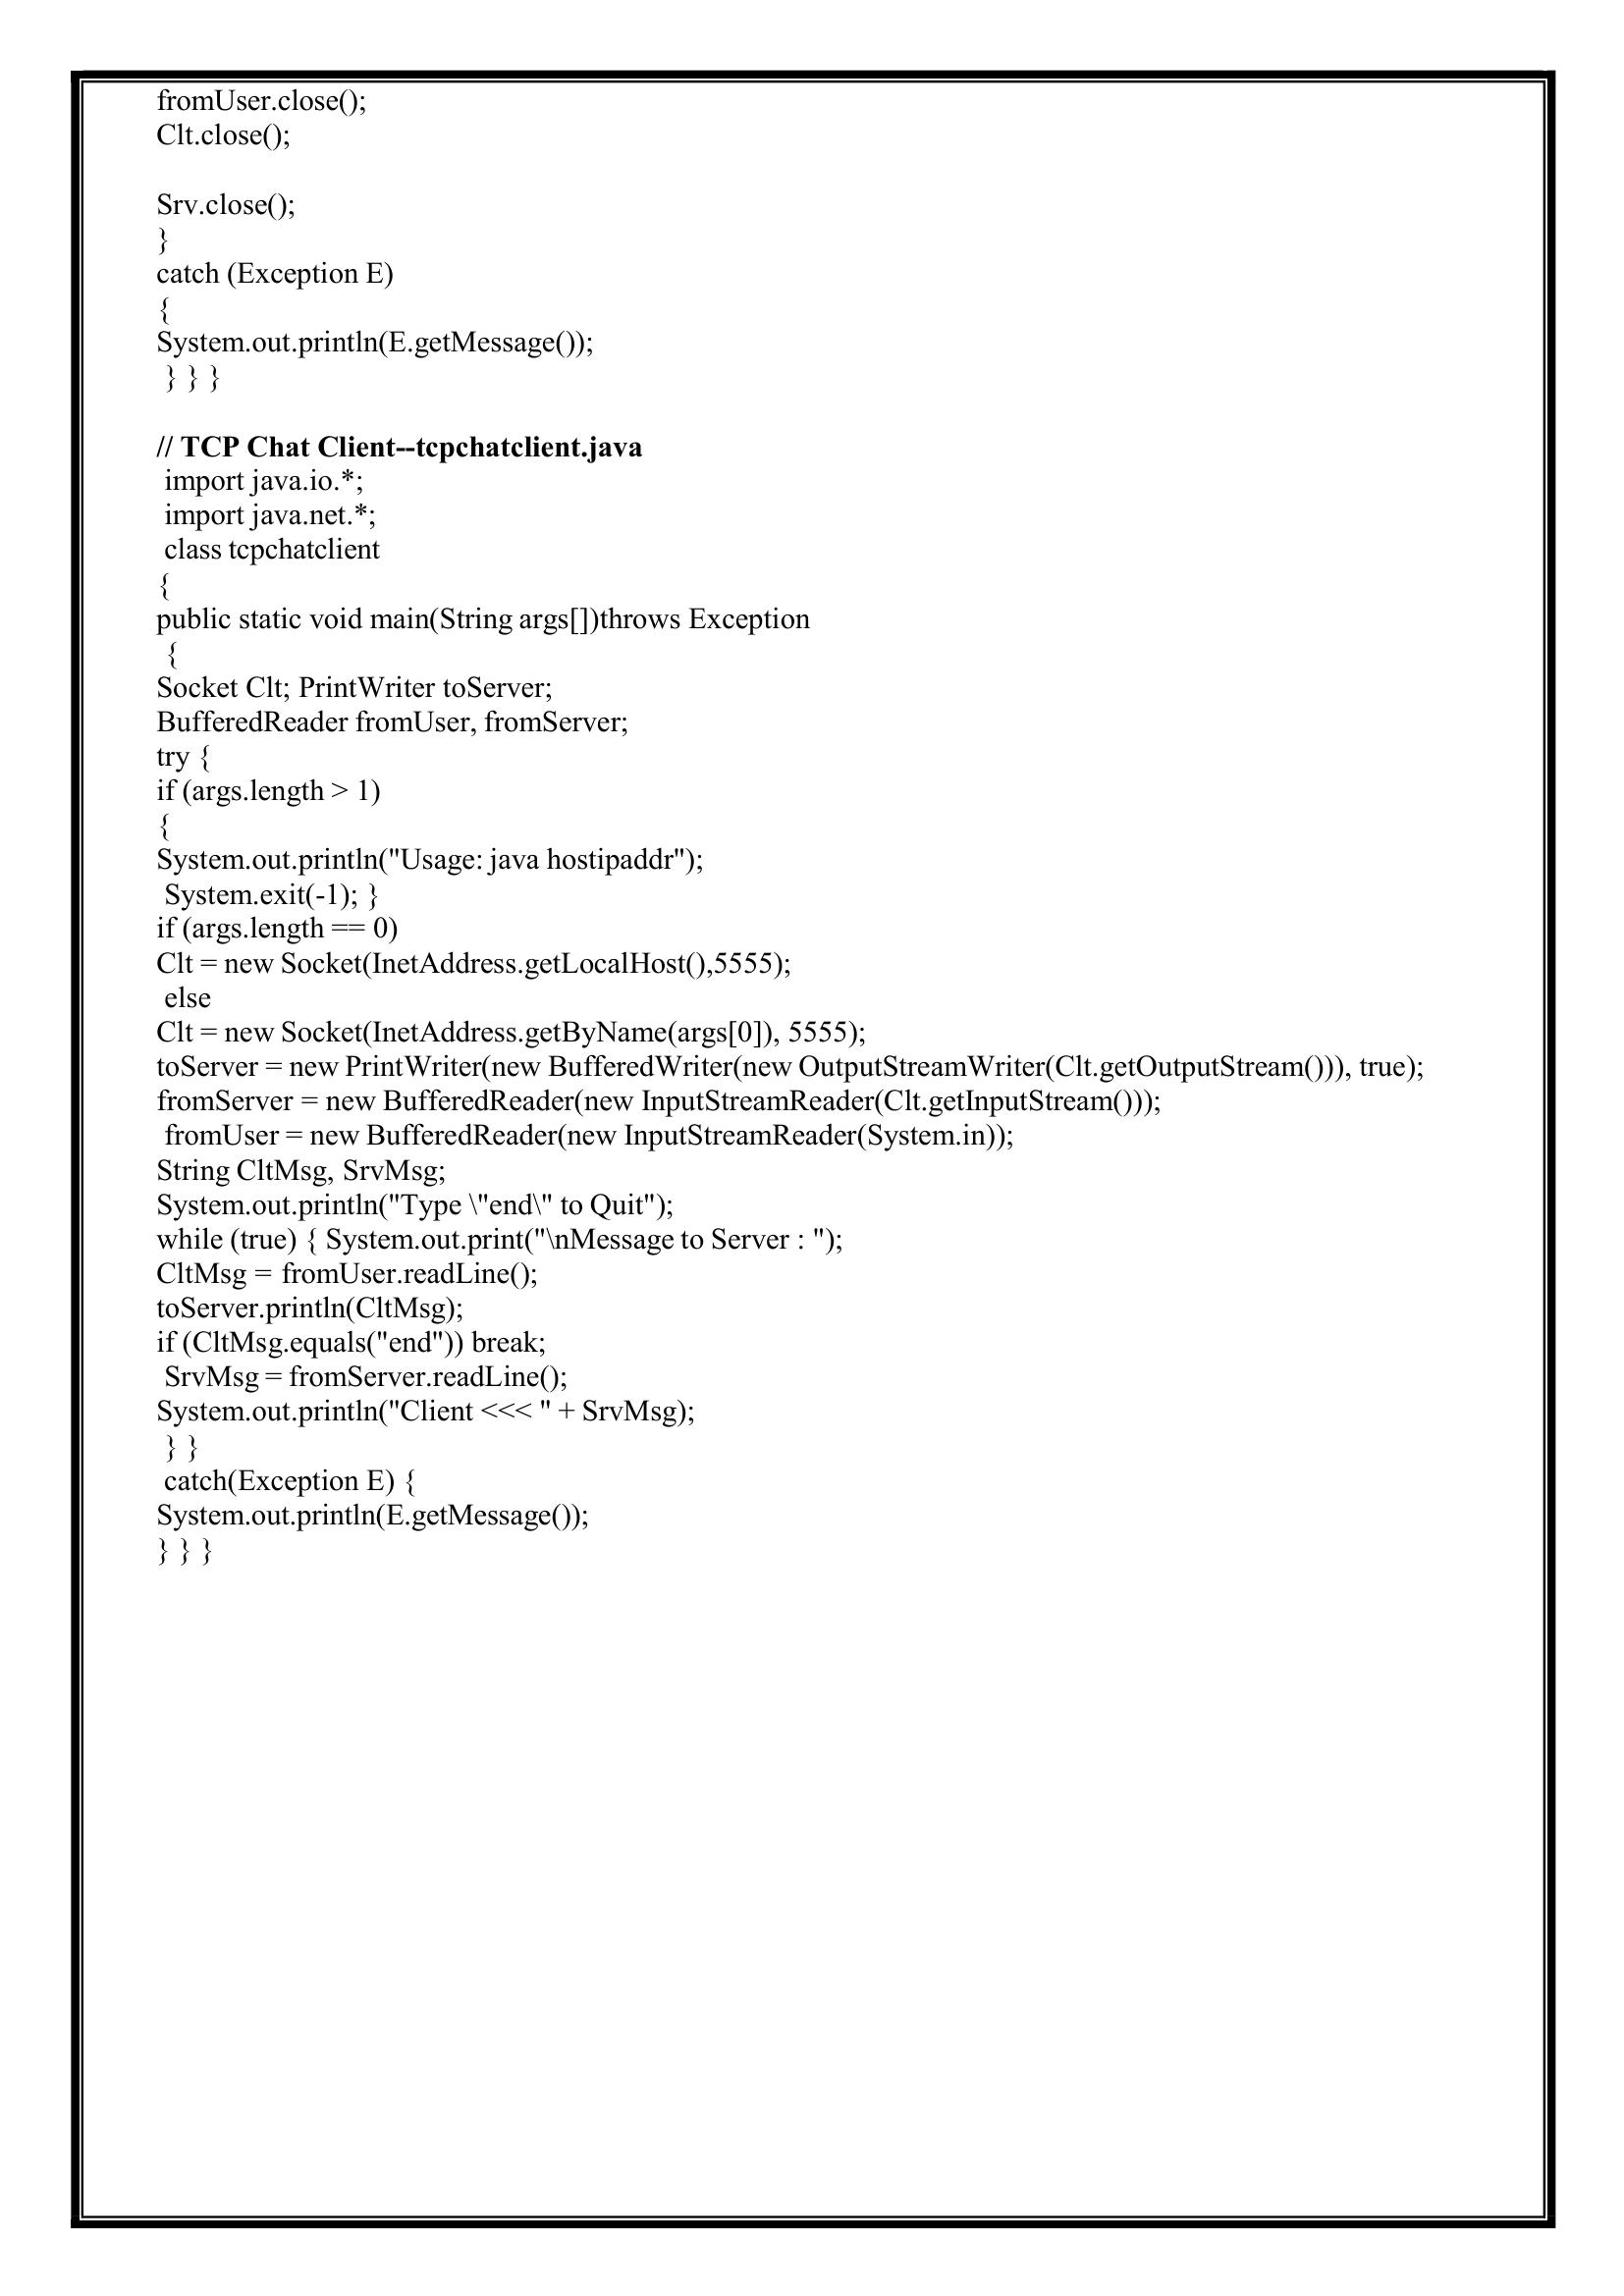 fromUser.close();
Clt.close();
Srv.close();
}
catch (Exception E)
{
System.out.println(E.getMessage());
} } }
// TCP Chat Client--tcpchatclient.java
import java.io.*;
import java.net.*;
class tcpchatclient
{
public static void main(String args[])throws Exception
{
Socket Clt; PrintWriter toServer;
BufferedReader fromUser, fromServer;
try {
if (args.length > 1)
{
System.out.println("Usage: java hostipaddr");
System.exit(-1); }
if (args.length == 0)
Clt = new Socket(InetAddress.getLocalHost(),5555);
else
Clt = new Socket(InetAddress.getByName(args[0]), 5555);
toServer = new PrintWriter(new BufferedWriter(new OutputStreamWriter(Clt.getOutputStream())), true);
fromServer = new BufferedReader(new InputStreamReader(Clt.getInputStream()));
fromUser = new BufferedReader(new InputStreamReader(System.in));
String CltMsg, SrvMsg;
System.out.println("Type \"end\" to Quit");
while (true) { System.out.print("\nMessage to Server : ");
CltMsg = fromUser.readLine();
toServer.println(CltMsg);
if (CltMsg.equals("end")) break;
SrvMsg = fromServer.readLine();
System.out.println("Client <<< " + SrvMsg);
} }
catch(Exception E) {
System.out.println(E.getMessage());
} } }